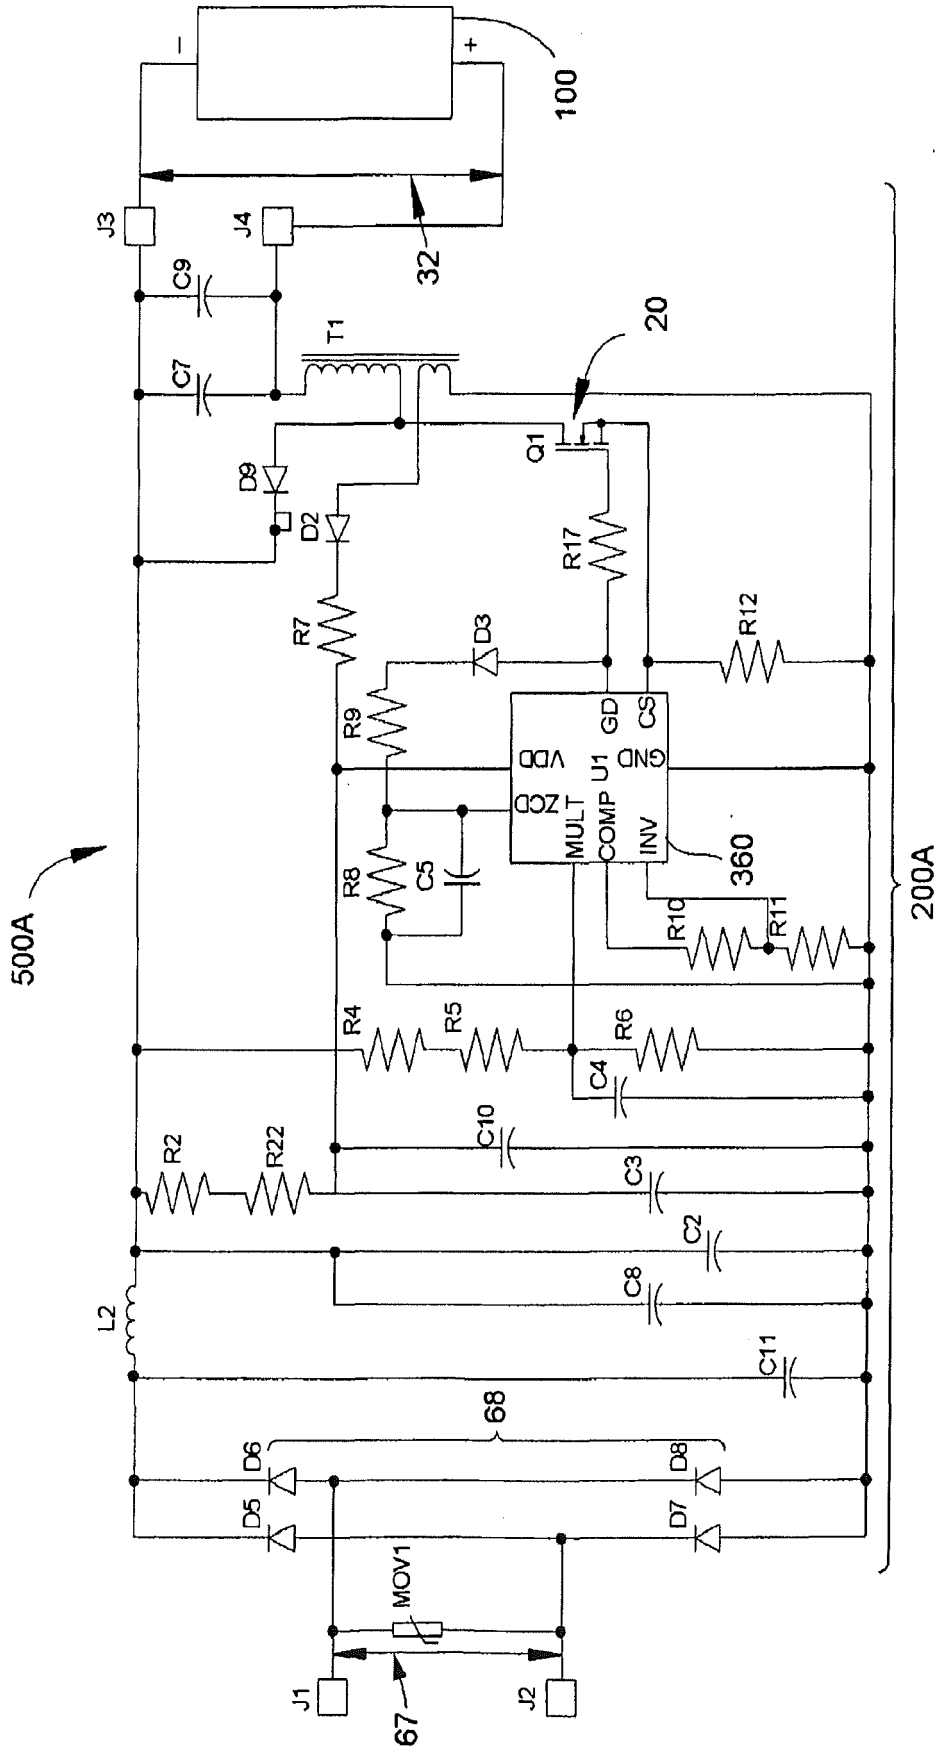 500A
L2
R2
R22
R4
R5
R6
R8
C5
R9
R7
D3
D9
D2
C7
C9
J3
J4
−
+
100
32
T1
20
Q1
R17
R12
VDD
ZCD
MULT
COMP
INV
U1
GD
CS
GND
360
R10
R11
C4
C10
C3
C2
C8
C11
68
D6
D5
D8
D7
MOV1
J1
J2
67
200A